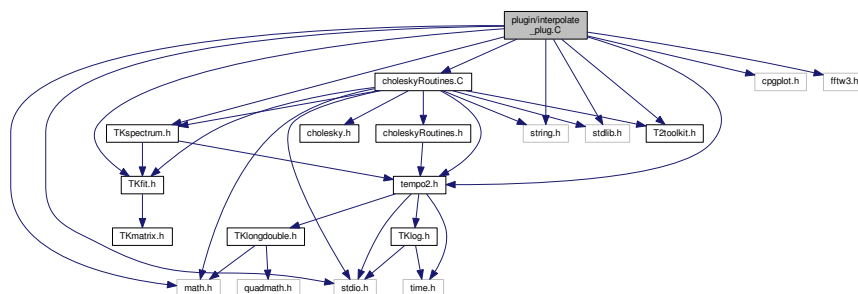 plugin/interpolate
_plug.C
choleskyRoutines.C
cpgplot.h
fftw3.h
TKspectrum.h
cholesky.h
choleskyRoutines.h
string.h
stdlib.h
T2toolkit.h
TKfit.h
tempo2.h
TKmatrix.h
TKlongdouble.h
TKlog.h
math.h
quadmath.h
stdio.h
time.h